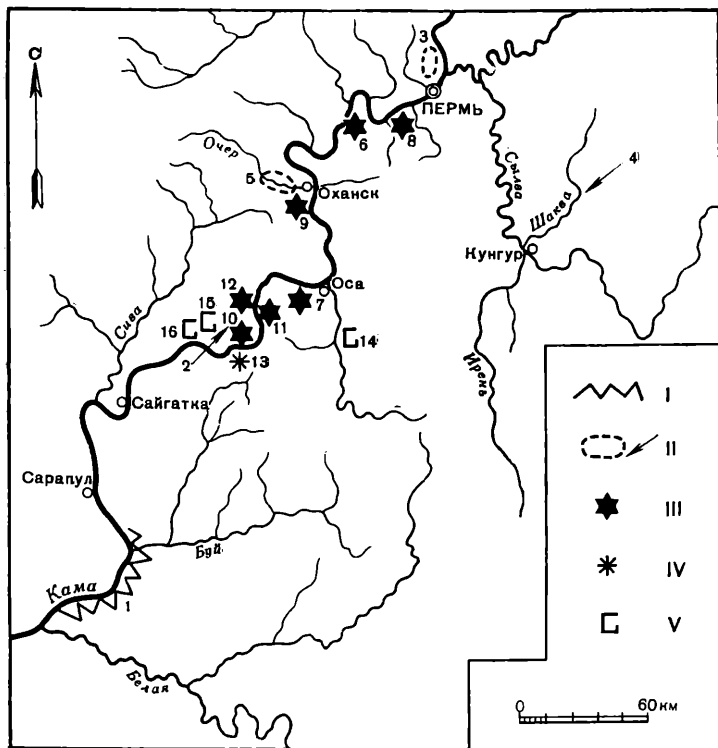 С
3
ПЕРМЬ
6
8
Очер
5
Оханск
9
Сылва
4
Шаква
Кунгур
Оса
12
7
15
10
11
16
14
2
13
Сива
Ирень
Сайгатка
Сарапул
Буй
Кама
1
Белая
I
II
III
IV
V
0
60 км